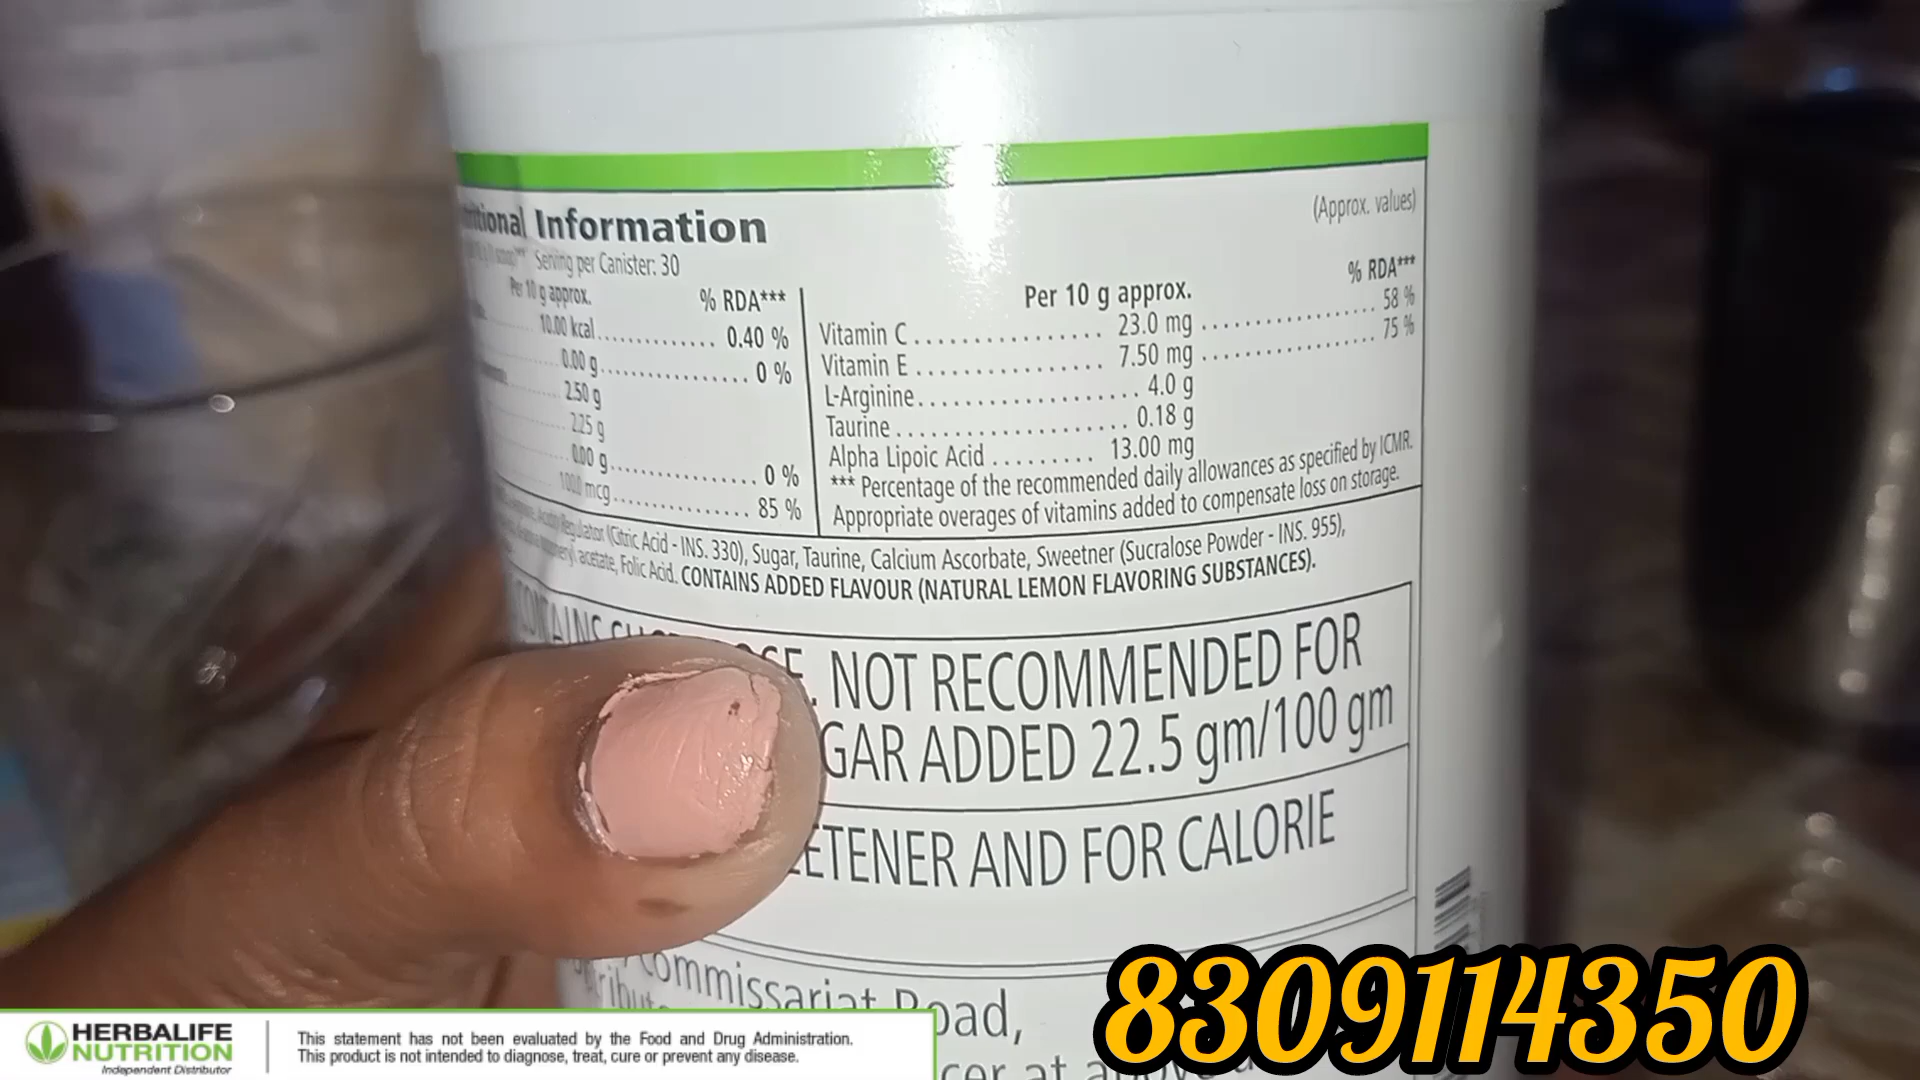 Information
(Approx. values)
Serving per Canister: 30
Per 10 g approx.
% RDA***
10.00 kcal ............. 0.40 %
0.00 g ................ 0 %
2.50 g
2.25 g
0.00 g ................ 0 %
mcg ............... 85 %
Per 10 g approx.
% RDA***
Vitamin C ................ 23.0 mg .................. 58 %
Vitamin E ................ 7.50 mg .................. 75 %
L-Arginine ................... 4.0 g
Taurine ................... 0.18 g
Alpha Lipoic Acid ......... 13.00 mg
*** Percentage of the recommended daily allowances as specified by ICMR.
Appropriate overages of vitamins added to compensate loss on storage.
Regulator (Citric Acid - INS. 330), Sugar, Taurine, Calcium Ascorbate, Sweetner (Sucralose Powder - INS. 955),
acetate, Folic Acid. CONTAINS ADDED FLAVOUR (NATURAL LEMON FLAVORING SUBSTANCES).
NOT RECOMMENDED FOR
ADDED 22.5 gm/100 gm
AND FOR CALORIE
Commissariat Road,
at
8309114350
HERBALIFE
NUTRITION
Independent Distributor
This statement has not been evaluated by the Food and Drug Administration.
This product is not intended to diagnose, treat, cure or prevent any disease.